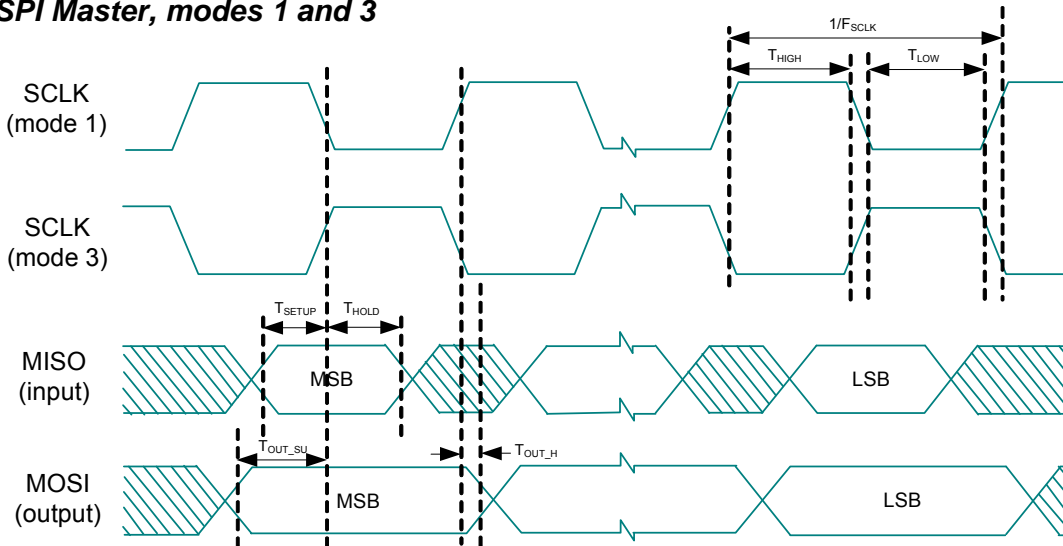 SPI Master, modes 1 and 3
1/FSCLK
THIGH
TLOW
SCLK
(mode 1)
SCLK
(mode 3)
TSETUP
THOLD
MISO
(input)
MSB
LSB
TOUT_SU
TOUT_H
MOSI
(output)
MSB
LSB